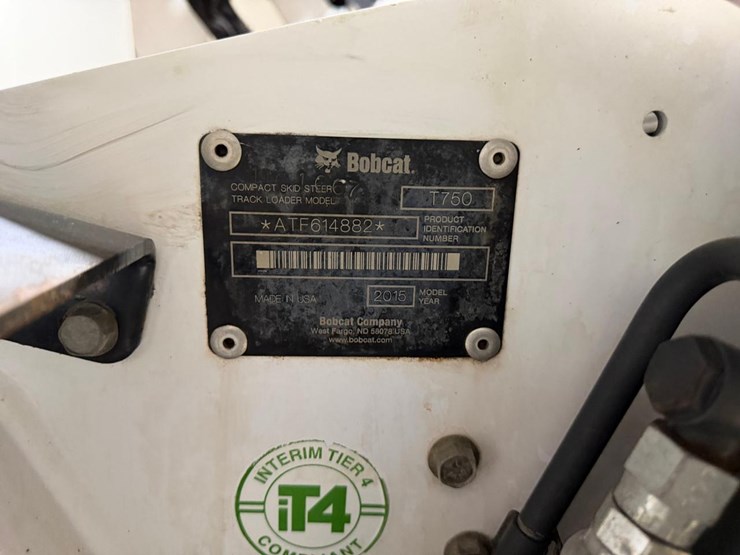 Bobcat
COMPACT SKID STEER
TRACK LOADER MODEL
T750
*ATF614882*
PRODUCT
IDENTIFICATION
NUMBER
MADE IN USA
2015
MODEL
YEAR
Bobcat Company
West Fargo, ND 58078 USA
www.bobcat.com
INTERIM TIER 4
iT4
COMPLIANT